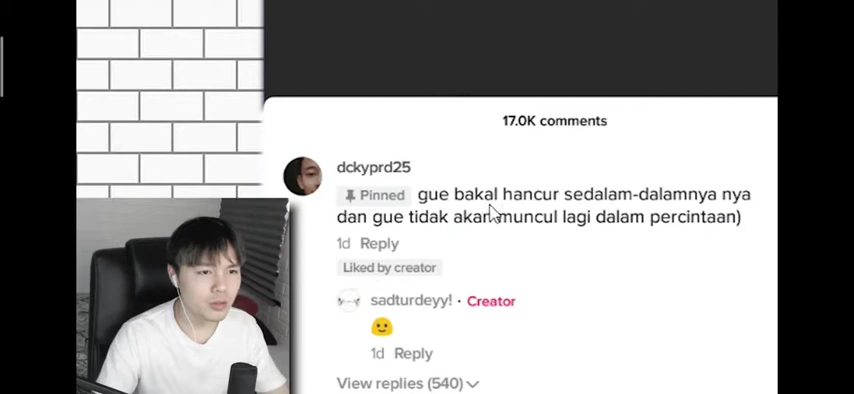 17.0K comments
dckyprd25
Pinned gue bakal hancur sedalam-dalamnya nya
dan gue tidak akan muncul lagi dalam percintaan)
1d Reply
Liked by creator
sadturdeyy! · Creator
🙂
1d Reply
View replies (540)